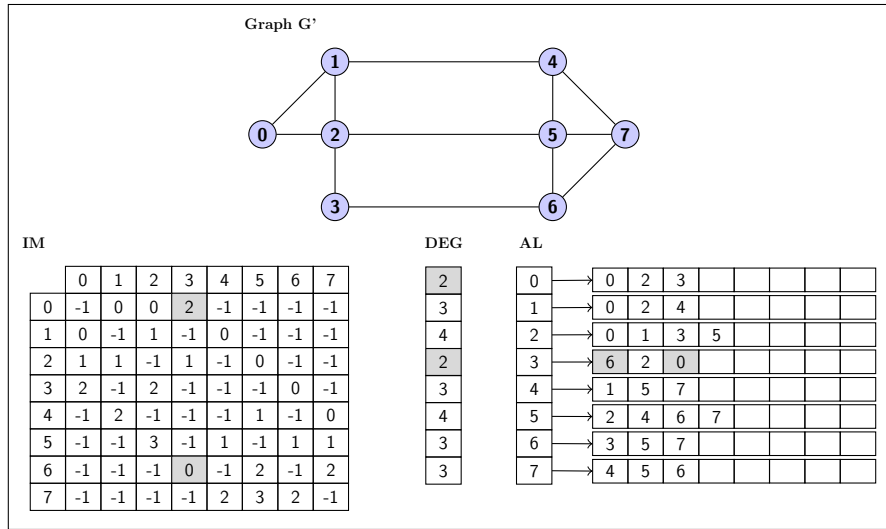 Graph G’
1 4
0 2 5 7
3 6
IM DEG AL
0 1 2 3 4 5 6 7
0 -1 0 0 2 -1 -1 -1 -1
1 0 -1 1 -1 0 -1 -1 -1
2 1 1 -1 1 -1 0 -1 -1
3 2 -1 2 -1 -1 -1 0 -1
4 -1 2 -1 -1 -1 1 -1 0
5 -1 -1 3 -1 1 -1 1 1
6 -1 -1 -1 0 -1 2 -1 2
7 -1 -1 -1 -1 2 3 2 -1
2
3
4
2
3
4
3
3
0 0 2 3
1 0 2 4
2 0 1 3 5
3 6 2 0
4 1 5 7
5 2 4 6 7
6 3 5 7
7 4 5 6